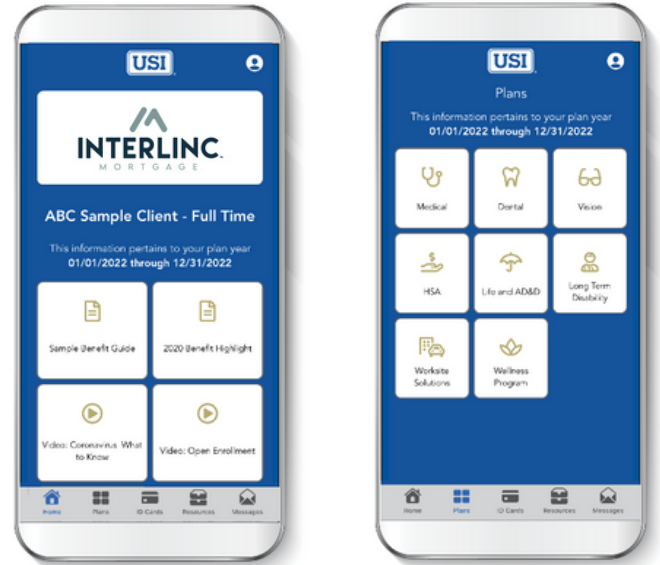 USI
INTERLINC
MORTGAGE
ABC Sample Client - Full Time
This information pertains to your plan year
01/01/2022 through 12/31/2022
Sample Benefit Guide
2020 Benefit Highlight
Video: Coronavirus What
to Know
Video: Open Enrollment
Home
Plans
ID Cards
Resources
Messages
USI
Plans
This information pertains to your plan year
01/01/2022 through 12/31/2022
Medical
Dental
Vision
HSA
Life and AD&D
Long Term
Disability
Worksite
Solutions
Wellness
Program
Home
Plans
ID Cards
Resources
Messages